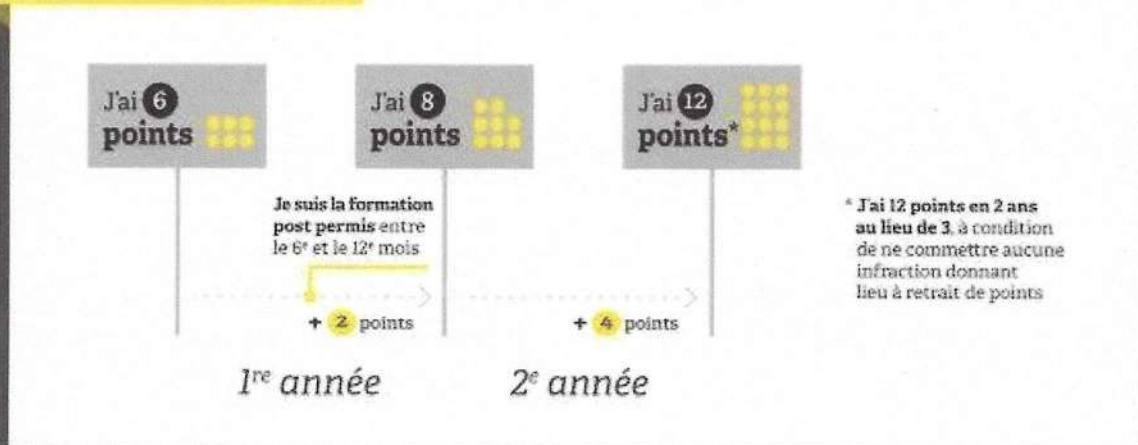 J'ai 6
points
J'ai 8
points
J'ai 12
points*
Je suis la formation
post permis entre
le 6e et le 12e mois
* J'ai 12 points en 2 ans
au lieu de 3, à condition
de ne commettre aucune
infraction donnant
lieu à retrait de points
+ 2 points
+ 4 points
1re année
2e année